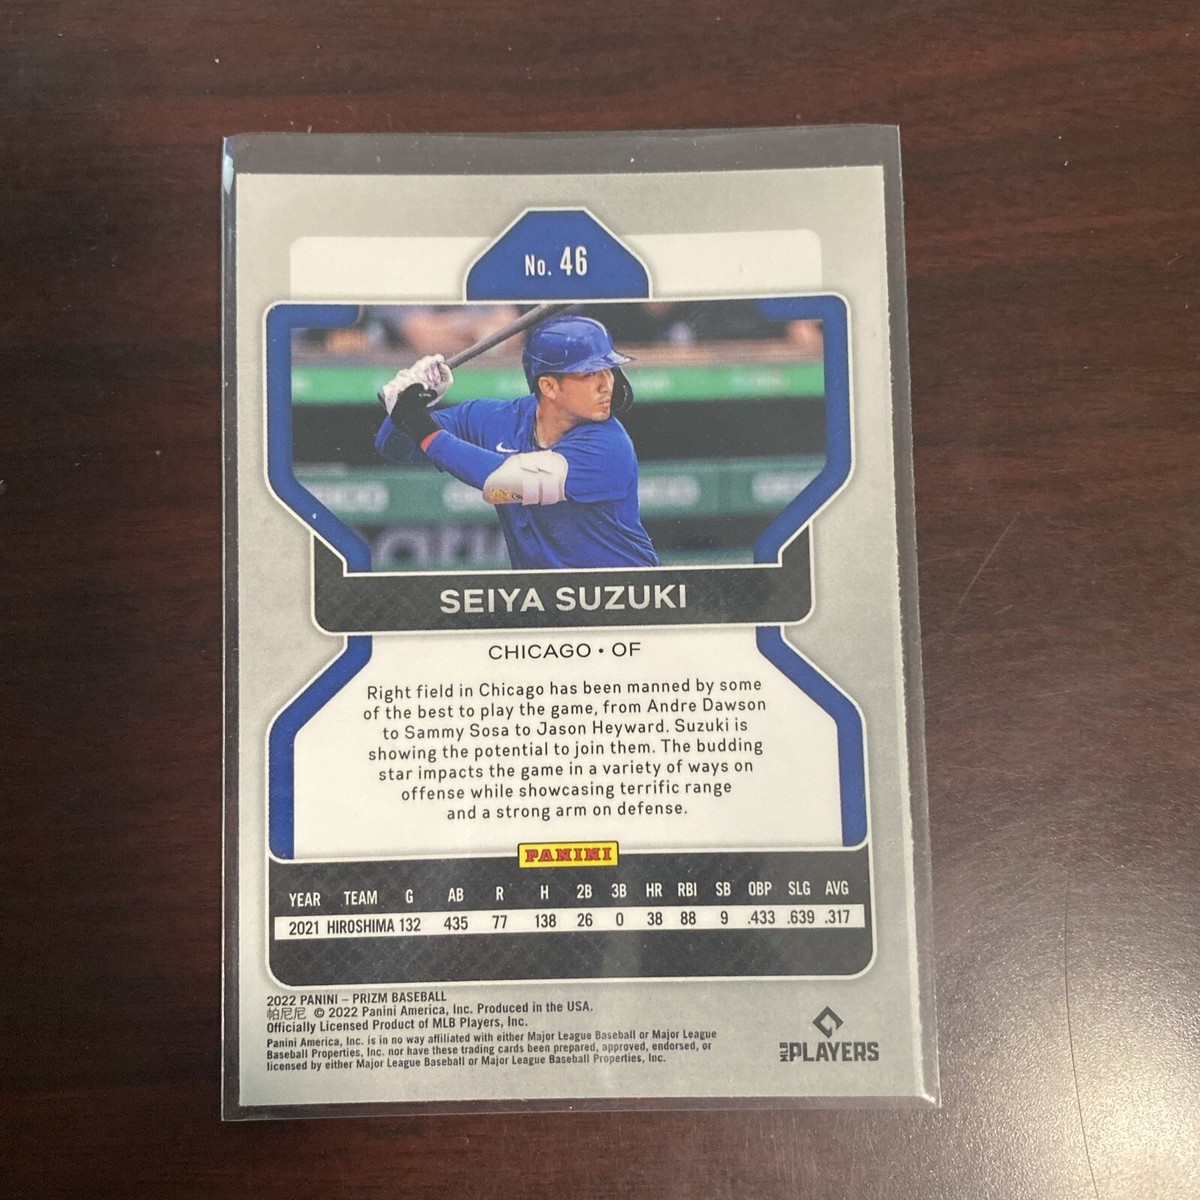 No. 46
SEIYA SUZUKI
CHICAGO • OF
Right field in Chicago has been manned by some
of the best to play the game, from Andre Dawson
to Sammy Sosa to Jason Heyward. Suzuki is
showing the potential to join them. The budding
star impacts the game in a variety of ways on
offense while showcasing terrific range
and a strong arm on defense.
PANINI
YEAR TEAM G AB R H 2B 3B HR RBI SB OBP SLG AVG
2021 HIROSHIMA 132 435 77 138 26 0 38 88 9 .433 .639 .317
2022 PANINI – PRIZM BASEBALL
帕尼尼 © 2022 Panini America, Inc. Produced in the USA.
Officially Licensed Product of MLB Players, Inc.
Panini America, Inc. is in no way affiliated with either Major League Baseball or Major League
Baseball Properties, Inc. nor have these trading cards been prepared, approved, endorsed, or
licensed by either Major League Baseball or Major League Baseball Properties, Inc.
MLB PLAYERS